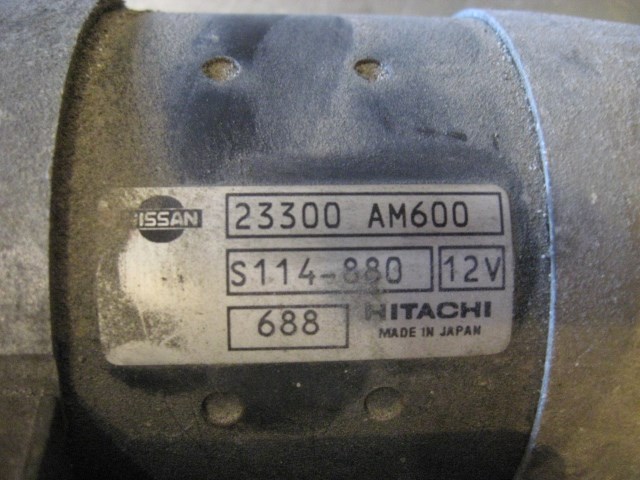 NISSAN 23300 AM600
S114-880 12V
688 HITACHI
MADE IN JAPAN